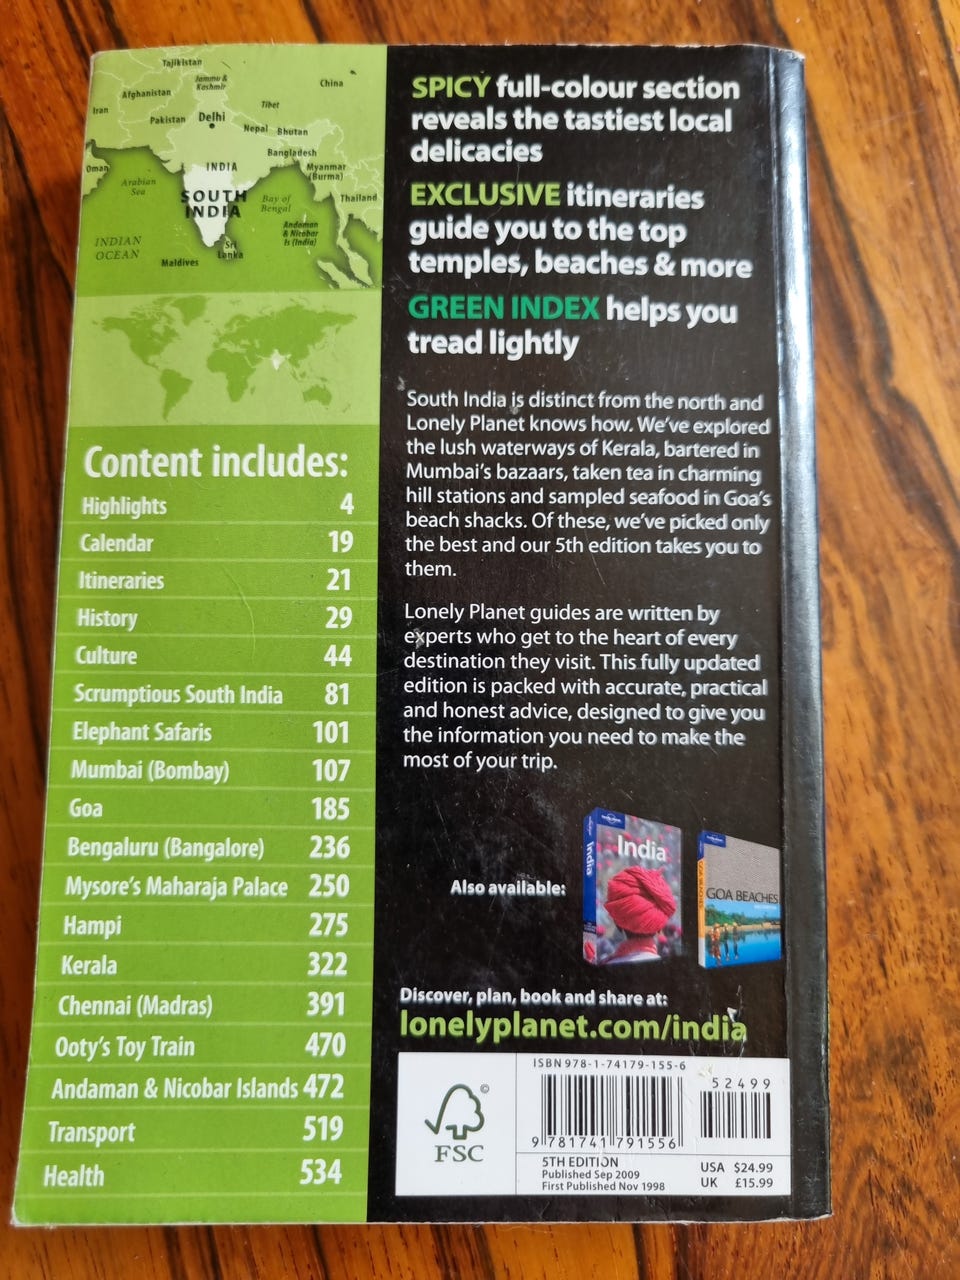 Tajikistan
Jammu &
Kashmir
China
Afghanistan
Iran
Tibet
Pakistan
Delhi
Nepal
Bhutan
Bangladesh
Oman
INDIA
Myanmar
(Burma)
Arabian
Sea
SOUTH
INDIA
Bay of
Bengal
Thailand
Andaman
& Nicobar
Is (India)
INDIAN
OCEAN
Sri
Lanka
Maldives
Content includes:
Highlights 4
Calendar 19
Itineraries 21
History 29
Culture 44
Scrumptious South India 81
Elephant Safaris 101
Mumbai (Bombay) 107
Goa 185
Bengaluru (Bangalore) 236
Mysore's Maharaja Palace 250
Hampi 275
Kerala 322
Chennai (Madras) 391
Ooty's Toy Train 470
Andaman & Nicobar Islands 472
Transport 519
Health 534
SPICY full-colour section
reveals the tastiest local
delicacies
EXCLUSIVE itineraries
guide you to the top
temples, beaches & more
GREEN INDEX helps you
tread lightly
South India is distinct from the north and
Lonely Planet knows how. We've explored
the lush waterways of Kerala, bartered in
Mumbai's bazaars, taken tea in charming
hill stations and sampled seafood in Goa's
beach shacks. Of these, we've picked only
the best and our 5th edition takes you to
them.
Lonely Planet guides are written by
experts who get to the heart of every
destination they visit. This fully updated
edition is packed with accurate, practical
and honest advice, designed to give you
the information you need to make the
most of your trip.
Also available:
India
India
GOA BEACHES
Discover, plan, book and share at:
lonelyplanet.com/india
©
FSC
ISBN 978-1-74179-155-6
52499
9 781741 791556
5TH EDITION
Published Sep 2009
First Published Nov 1998
USA $24.99
UK £15.99